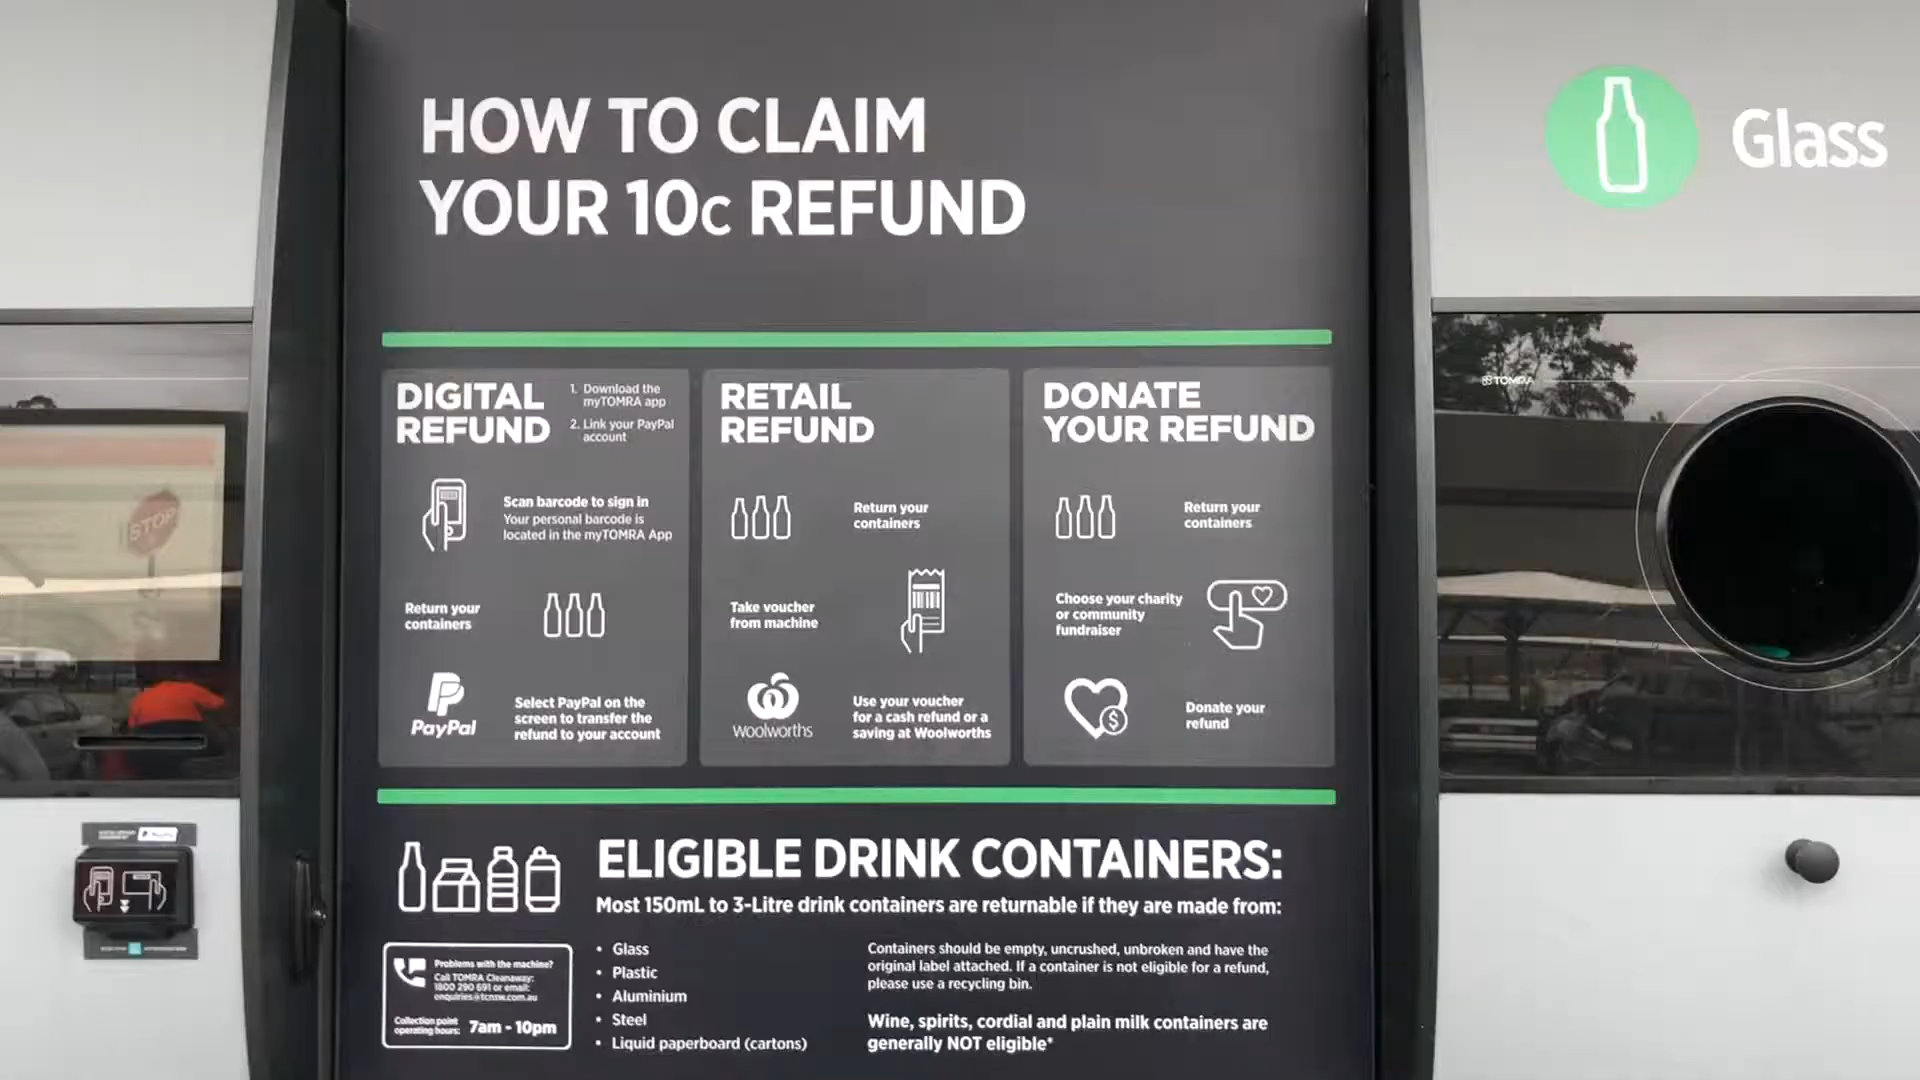 HOW TO CLAIM
YOUR 10c REFUND
Glass
DIGITAL
REFUND
1. Download the
myTOMRA app
2. Link your PayPal
account
Scan barcode to sign in
Your personal barcode is
located in the myTOMRA App
Return your
containers
PayPal
Select PayPal on the
screen to transfer the
refund to your account
RETAIL
REFUND
Return your
containers
Take voucher
from machine
Woolworths
Use your voucher
for a cash refund or a
saving at Woolworths
DONATE
YOUR REFUND
Return your
containers
Choose your charity
or community
fundraiser
$
Donate your
refund
TOMRA
STOP
ELIGIBLE DRINK CONTAINERS:
Most 150mL to 3-Litre drink containers are returnable if they are made from:
• Glass
• Plastic
• Aluminium
• Steel
• Liquid paperboard (cartons)
Containers should be empty, uncrushed, unbroken and have the
original label attached. If a container is not eligible for a refund,
please use a recycling bin.
Wine, spirits, cordial and plain milk containers are
generally NOT eligible*
Problems with the machine?
Call TOMRA Cleanaway:
1800 290 691 or email:
enquiries@tcnsw.com.au
Collection point
operating hours: 7am - 10pm